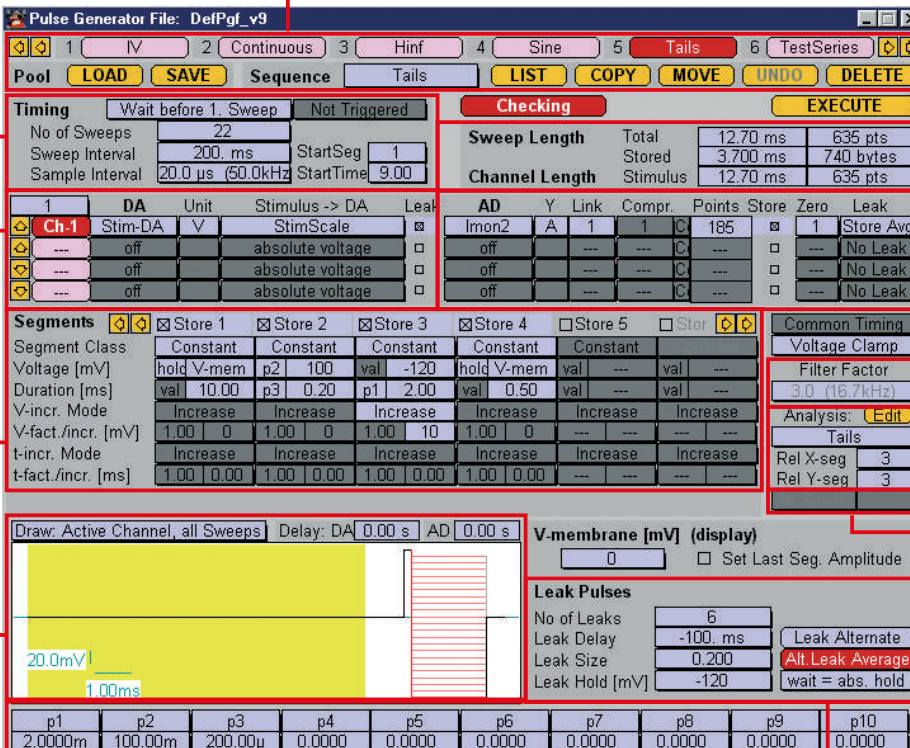 Pulse Generator File: DefPgf_v9
1 IV 2 Continuous 3 Hinf 4 Sine 5 Tails 6 TestSeries
Pool LOAD SAVE Sequence Tails LIST COPY MOVE UNDO DELETE
Timing Wait before 1. Sweep Not Triggered Checking EXECUTE
No of Sweeps 22
Sweep Interval 200. ms StartSeg 1
Sample Interval 20.0 µs (50.0kHz StartTime 9.00
Sweep Length Total 12.70 ms 635 pts
Stored 3.700 ms 740 bytes
Channel Length Stimulus 12.70 ms 635 pts
1 DA Unit Stimulus -> DA Leak AD Y Link Compr. Points Store Zero Leak
Ch-1 Stim-DA V StimScale Imon2 A 1 1 C 185 1 Store Avg
--- off absolute voltage off --- --- C --- --- No Leak
--- off absolute voltage off --- --- C --- --- No Leak
--- off absolute voltage off --- --- C --- --- No Leak
Segments Store 1 Store 2 Store 3 Store 4 Store 5 Stor
Segment Class Constant Constant Constant Constant Constant
Voltage [mV] hold V-mem p2 100 val -120 hold V-mem val --- val ---
Duration [ms] val 10.00 p3 0.20 p1 2.00 val 0.50 val --- val ---
V-incr. Mode Increase Increase Increase Increase Increase Increase
V-fact./incr. [mV] 1.00 0 1.00 0 1.00 10 1.00 0 --- --- --- ---
t-incr. Mode Increase Increase Increase Increase Increase Increase
t-fact./incr. [ms] 1.00 0.00 1.00 0.00 1.00 0.00 1.00 0.00 --- --- --- ---
Common Timing
Voltage Clamp
Filter Factor
3.0 (16.7kHz)
Analysis: Edit
Tails
Rel X-seg 3
Rel Y-seg 3
Draw: Active Channel, all Sweeps Delay: DA 0.00 s AD 0.00 s
20.0mV
1.00ms
V-membrane [mV] (display)
0 Set Last Seg. Amplitude
Leak Pulses
No of Leaks 6
Leak Delay -100. ms Leak Alternate
Leak Size 0.200 Alt.Leak Average
Leak Hold [mV] -120 wait = abs. hold
p1 p2 p3 p4 p5 p6 p7 p8 p9 p10
2.0000m 100.00m 200.00µ 0.0000 0.0000 0.0000 0.0000 0.0000 0.0000 0.0000